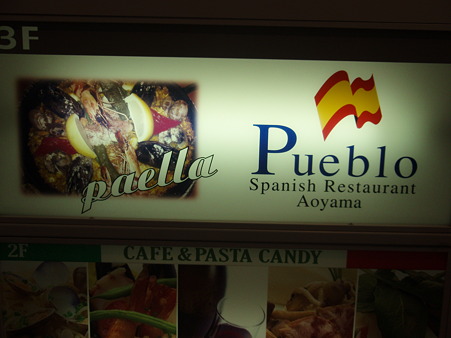 3F
paella
Pueblo
Spanish Restaurant
Aoyama
2F
CAFE & PASTA CANDY